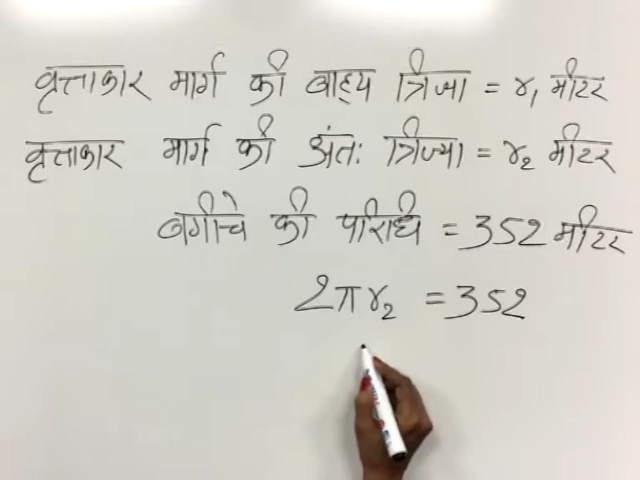 वृत्ताकार मार्ग की बाह्य त्रिजा = r₁ मीटर
वृत्ताकार मार्ग की अंतः त्रिज्या = r₂ मीटर
बगीचे की परिधि = 352 मीटर
2πr₂ = 352